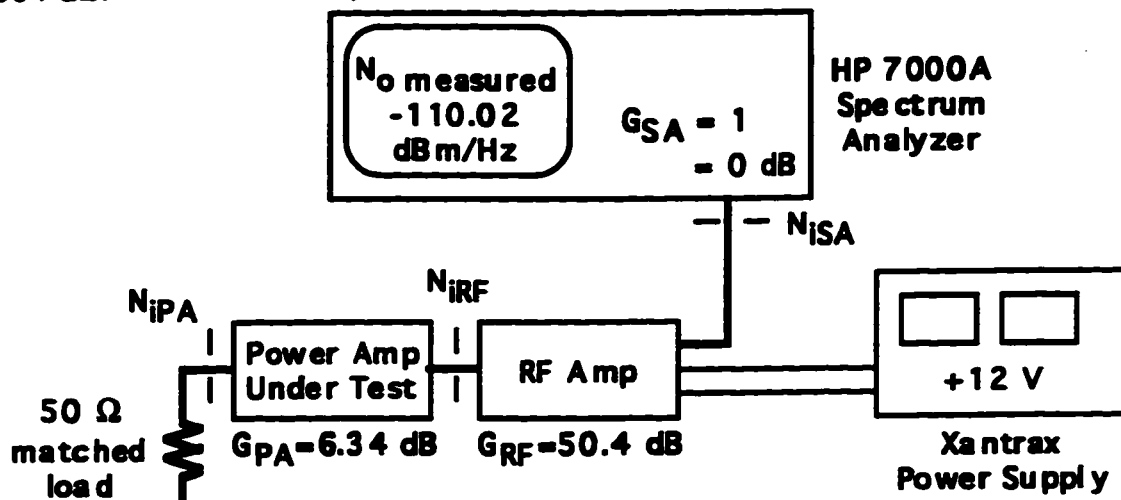 N_o measured
-110.02
dBm/Hz
G_SA = 1
= 0 dB
HP 7000A
Spectrum
Analyzer
N_iSA
N_iPA
N_iRF
Power Amp
Under Test
RF Amp
+12 V
50 Ω
matched
load
G_PA=6.34 dB
G_RF=50.4 dB
Xantrax
Power Supply